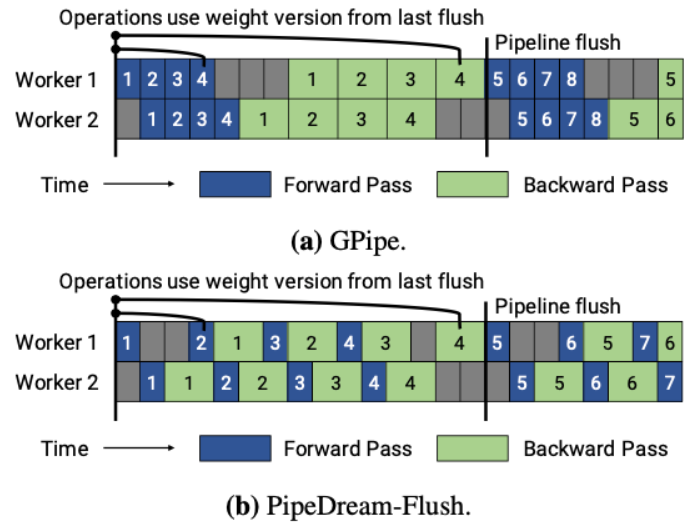 Operations use weight version from last flush
Pipeline flush
Worker 1 1 2 3 4 1 2 3 4 5 6 7 8 5
Worker 2 1 2 3 4 1 2 3 4 5 6 7 8 5 6
Time Forward Pass Backward Pass
(a) GPipe.
Operations use weight version from last flush
Pipeline flush
Worker 1 1 2 1 3 2 4 3 4 5 6 5 7 6
Worker 2 1 1 2 2 3 3 4 4 5 5 6 6 7
Time Forward Pass Backward Pass
(b) PipeDream-Flush.